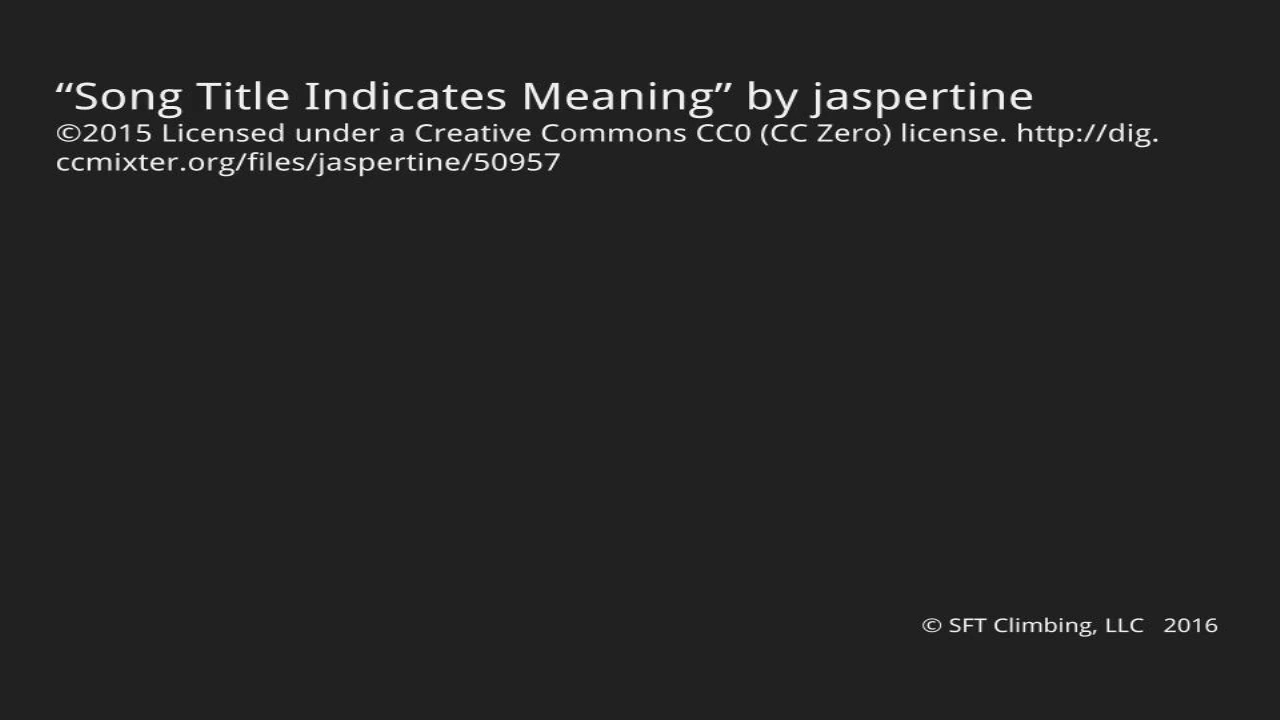 “Song Title Indicates Meaning” by jaspertine
©2015 Licensed under a Creative Commons CC0 (CC Zero) license. http://dig.
ccmixter.org/files/jaspertine/50957
© SFT Climbing, LLC   2016